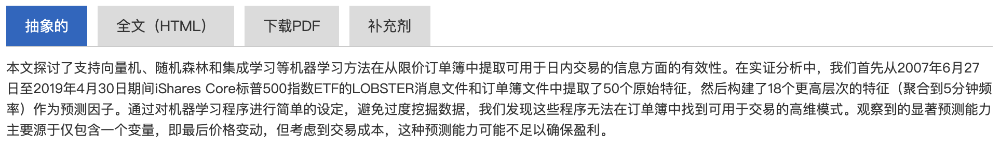 抽象的
全文（HTML）
下载PDF
补充剂
本文探讨了支持向量机、随机森林和集成学习等机器学习方法在从限价订单簿中提取可用于日内交易的信息方面的有效性。在实证分析中，我们首先从2007年6月27
日至2019年4月30日期间iShares Core标普500指数ETF的LOBSTER消息文件和订单簿文件中提取了50个原始特征，然后构建了18个更高层次的特征（聚合到5分钟频
率）作为预测因子。通过对机器学习程序进行简单的设定，避免过度挖掘数据，我们发现这些程序无法在订单簿中找到可用于交易的高维模式。观察到的显著预测能力
主要源于仅包含一个变量，即最后价格变动，但考虑到交易成本，这种预测能力可能不足以确保盈利。